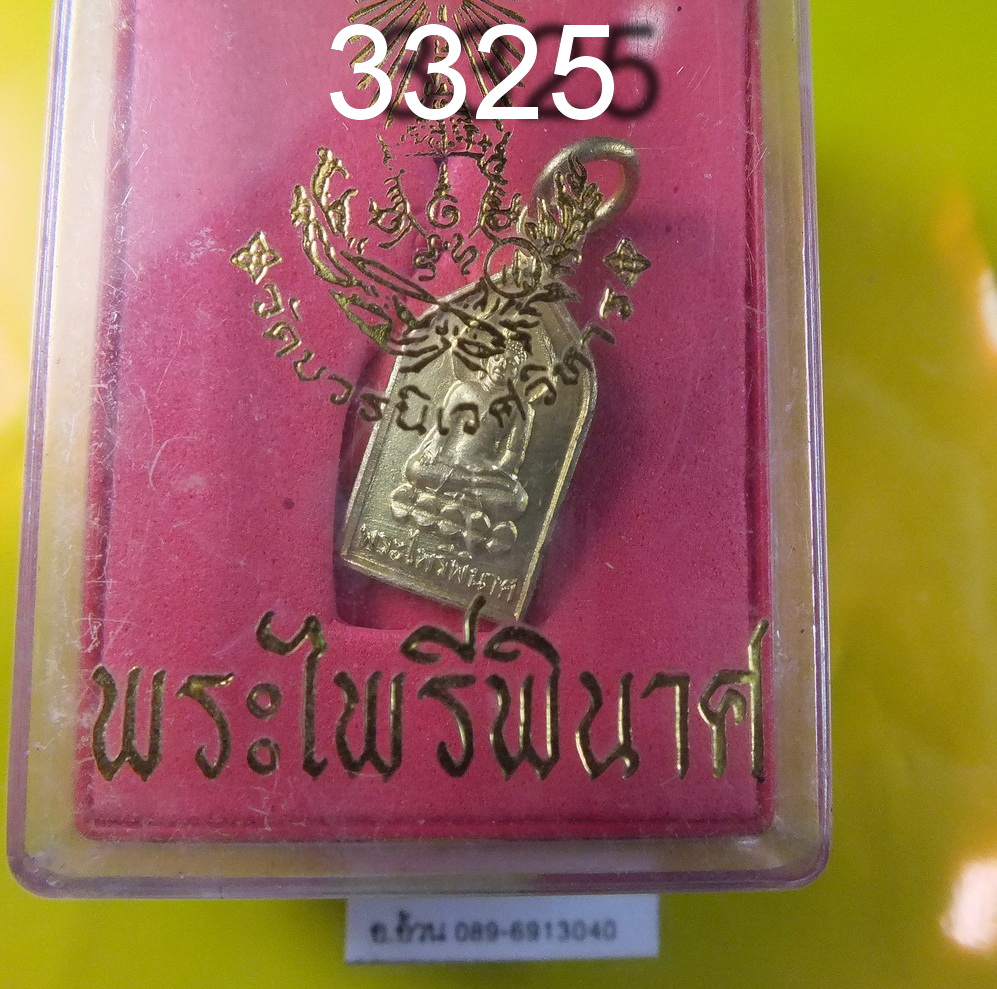 3325
วัดบวรนิเวศวิหาร
พระไพรีพินาศ
พระไพรีพินาศ
อ.อ้วน 089-6913040